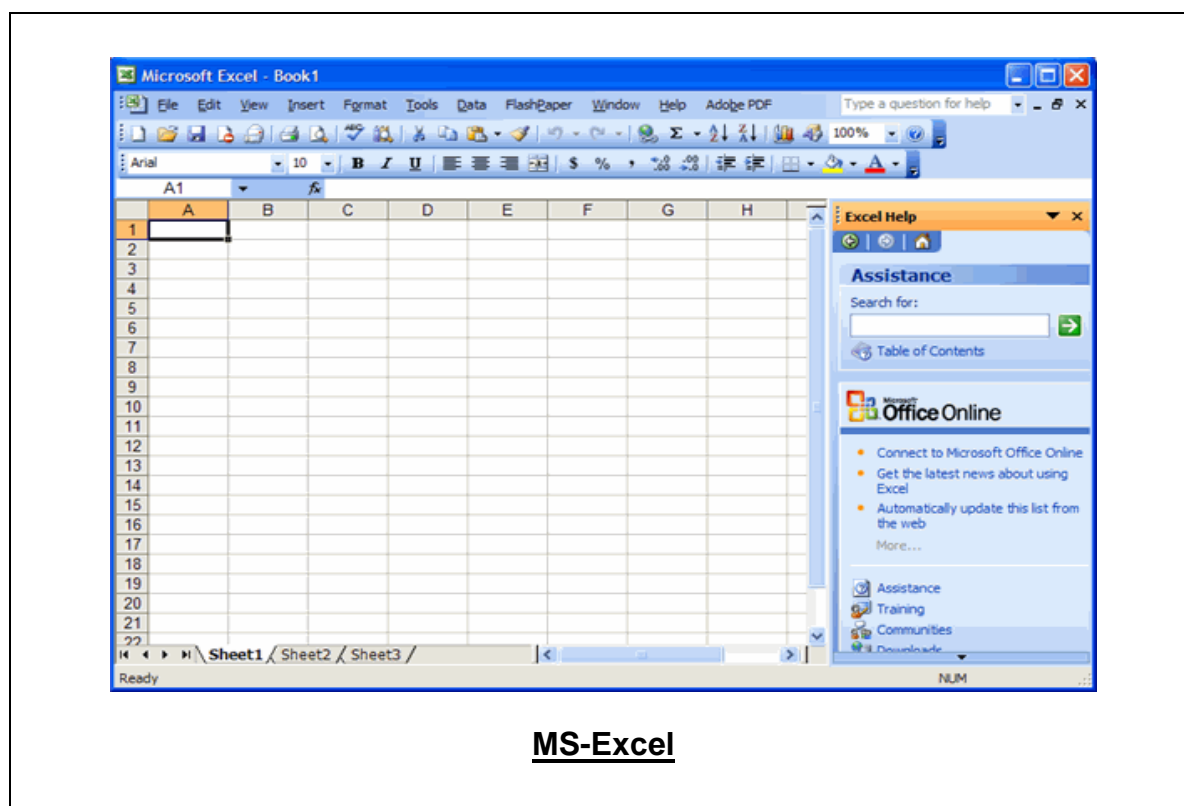 Microsoft Excel - Book1
File Edit View Insert Format Tools Data FlashPaper Window Help Adobe PDF Type a question for help
100%
Arial 10 B I U $ % ,
A1 fx
A B C D E F G H
1
2
3
4
5
6
7
8
9
10
11
12
13
14
15
16
17
18
19
20
21
22
Sheet1 Sheet2 Sheet3
Ready NUM
Excel Help
Assistance
Search for:
Table of Contents
Microsoft
Office Online
Connect to Microsoft Office Online
Get the latest news about using
Excel
Automatically update this list from
the web
More...
Assistance
Training
Communities
Downloads
MS-Excel